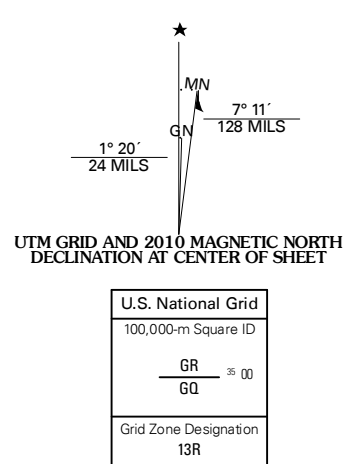 ★
MN
7° 11´
128 MILS
GN
1° 20´
24 MILS
UTM GRID AND 2010 MAGNETIC NORTH
DECLINATION AT CENTER OF SHEET
U.S. National Grid
100,000-m Square ID
GR
35 00
GQ
Grid Zone Designation
13R